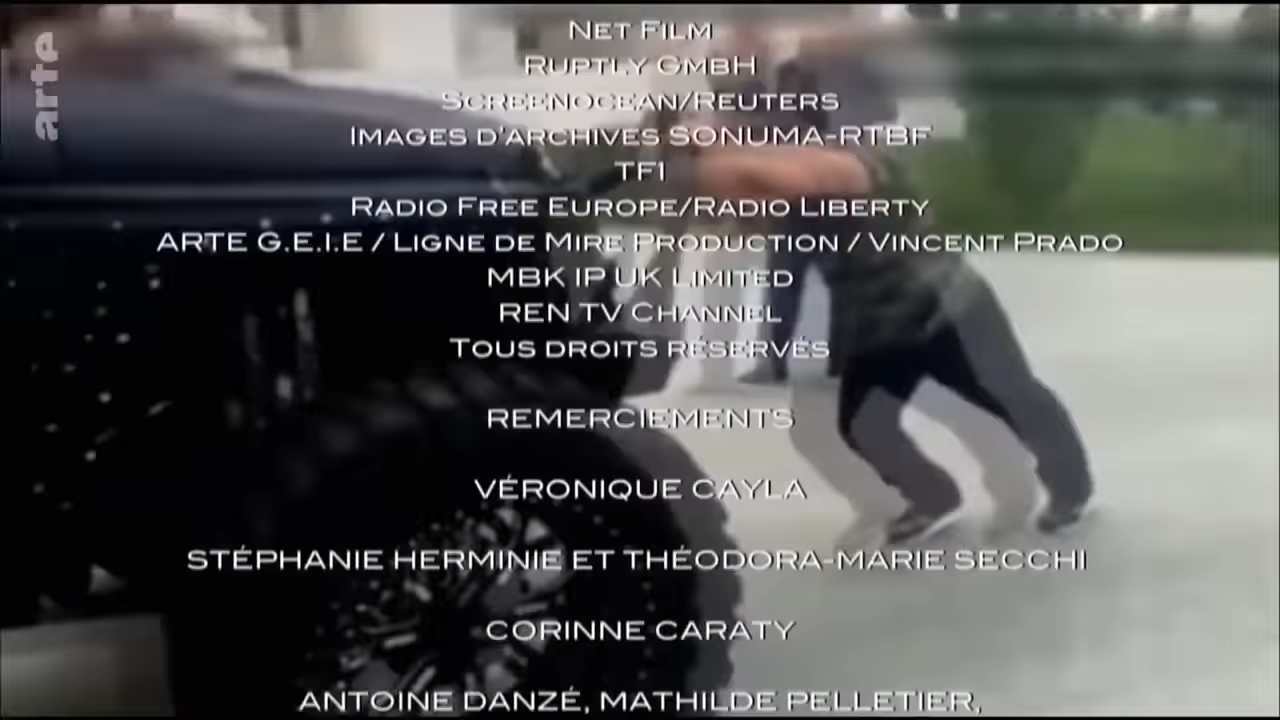 arte
NET FILM
RUPTLY GMBH
SCREENOCEAN/REUTERS
IMAGES D'ARCHIVES SONUMA-RTBF
TF1
RADIO FREE EUROPE/RADIO LIBERTY
ARTE G.E.I.E / LIGNE DE MIRE PRODUCTION / VINCENT PRADO
MBK IP UK LIMITED
REN TV CHANNEL
TOUS DROITS RÉSERVÉS
REMERCIEMENTS
VÉRONIQUE CAYLA
STÉPHANIE HERMINIE ET THÉODORA-MARIE SECCHI
CORINNE CARATY
ANTOINE DANZÉ, MATHILDE PELLETIER,